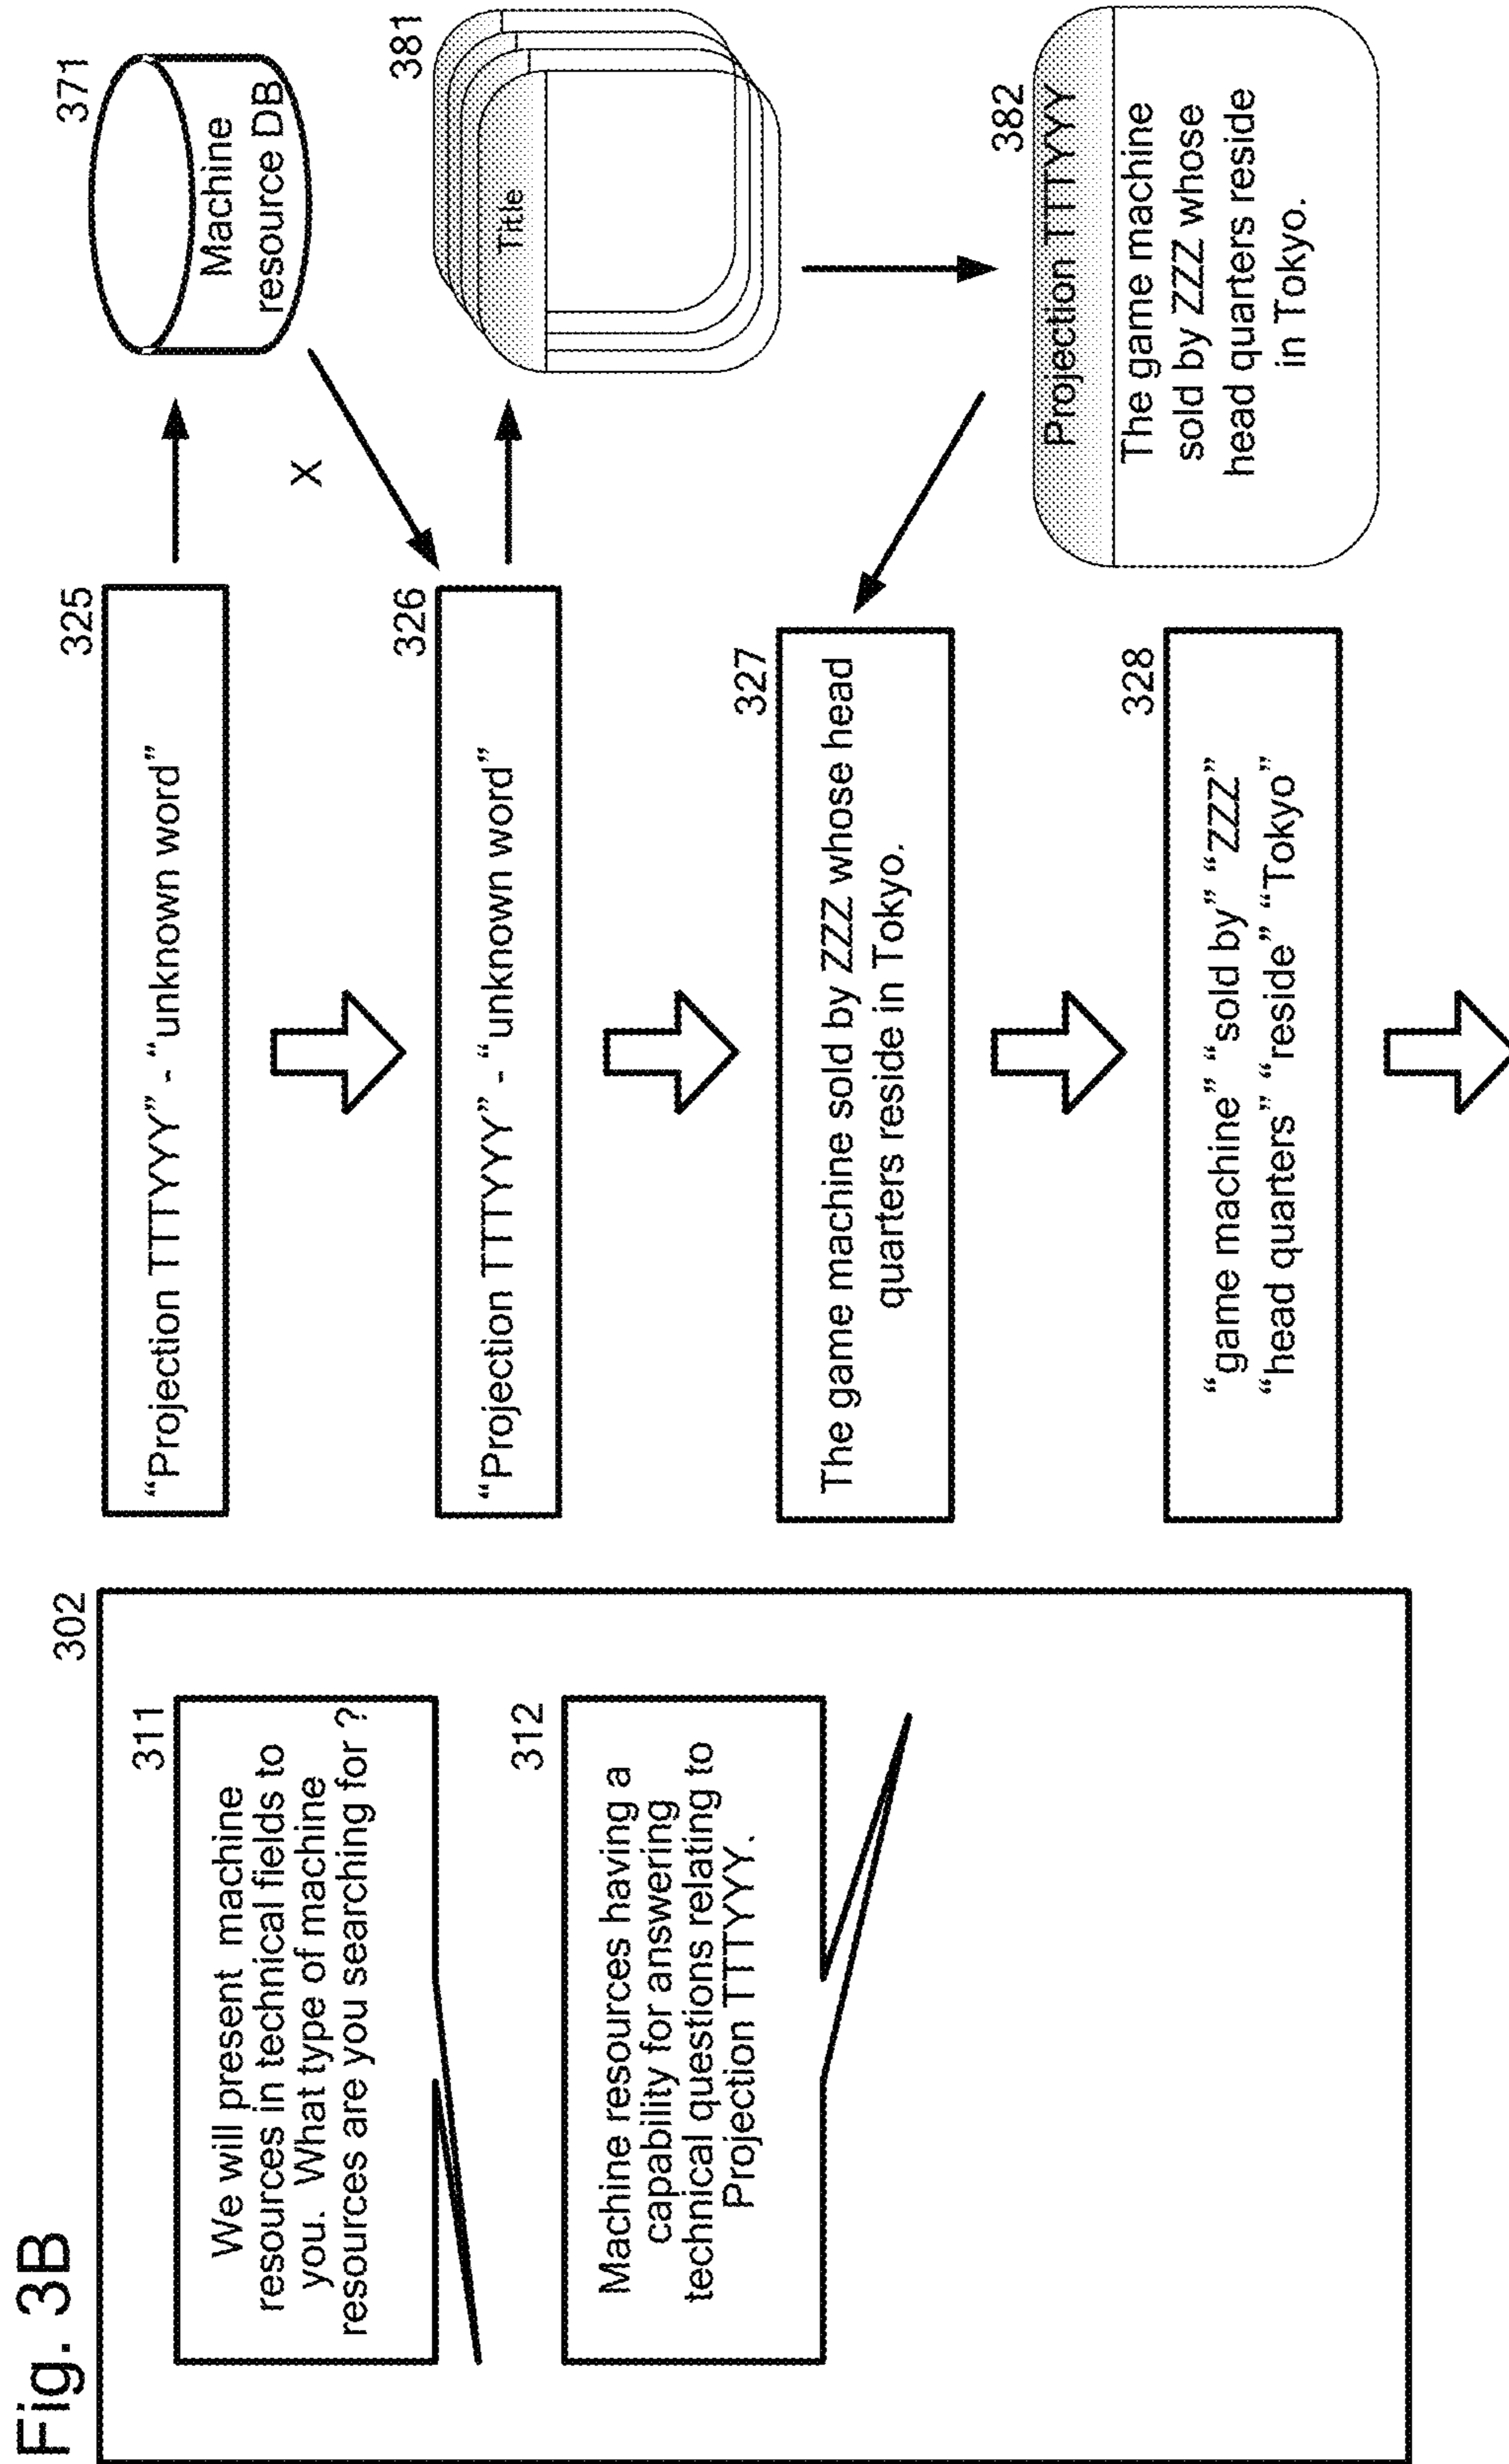 Fig. 3B
302
311
We will present machine
resources in technical fields to
you. What type of machine
resources are you searching for ?
312
Machine resources having a
capability for answering
technical questions relating to
Projection TTTYYY.
325
“Projection TTTYYY” - “unknown word”
371
Machine
resource DB
X
326
“Projection TTTYYY” - “unknown word”
381
Title
327
The game machine sold by ZZZ whose head
quarters reside in Tokyo.
382
Projection TTTYYY
The game machine
sold by ZZZ whose
head quarters reside
in Tokyo.
328
“game machine” “sold by” “ZZZ”
“head quarters” “reside” “Tokyo”